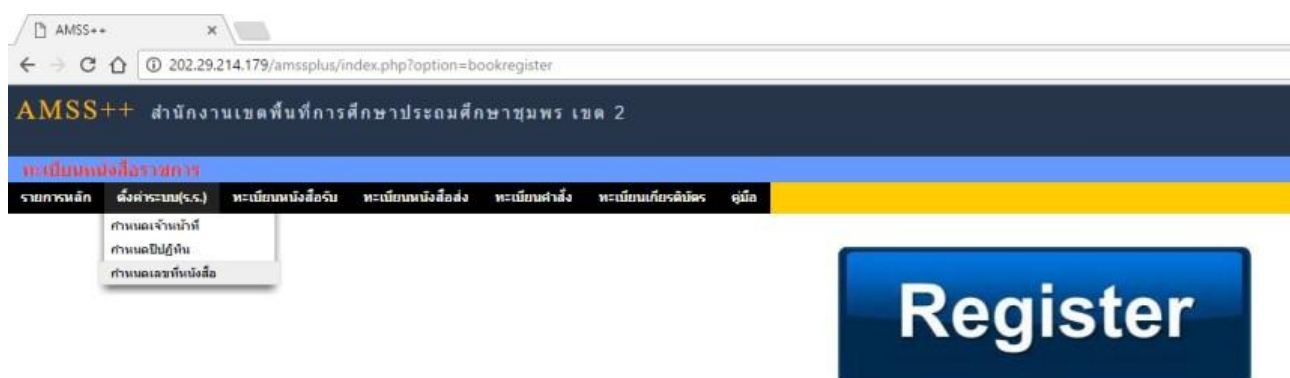 AMSS++
202.29.214.179/amssplus/index.php?option=bookregister
AMSS++ สำนักงานเขตพื้นที่การศึกษาประถมศึกษาชุมพร เขต 2
ทะเบียนหนังสือราชการ
รายการหลัก ตั้งค่าระบบ(ร.ร.) ทะเบียนหนังสือรับ ทะเบียนหนังสือส่ง ทะเบียนคำสั่ง ทะเบียนเกียรติบัตร คู่มือ
กำหนดเจ้าหน้าที่
กำหนดปีปฏิทิน
กำหนดเลขที่หนังสือ
Register